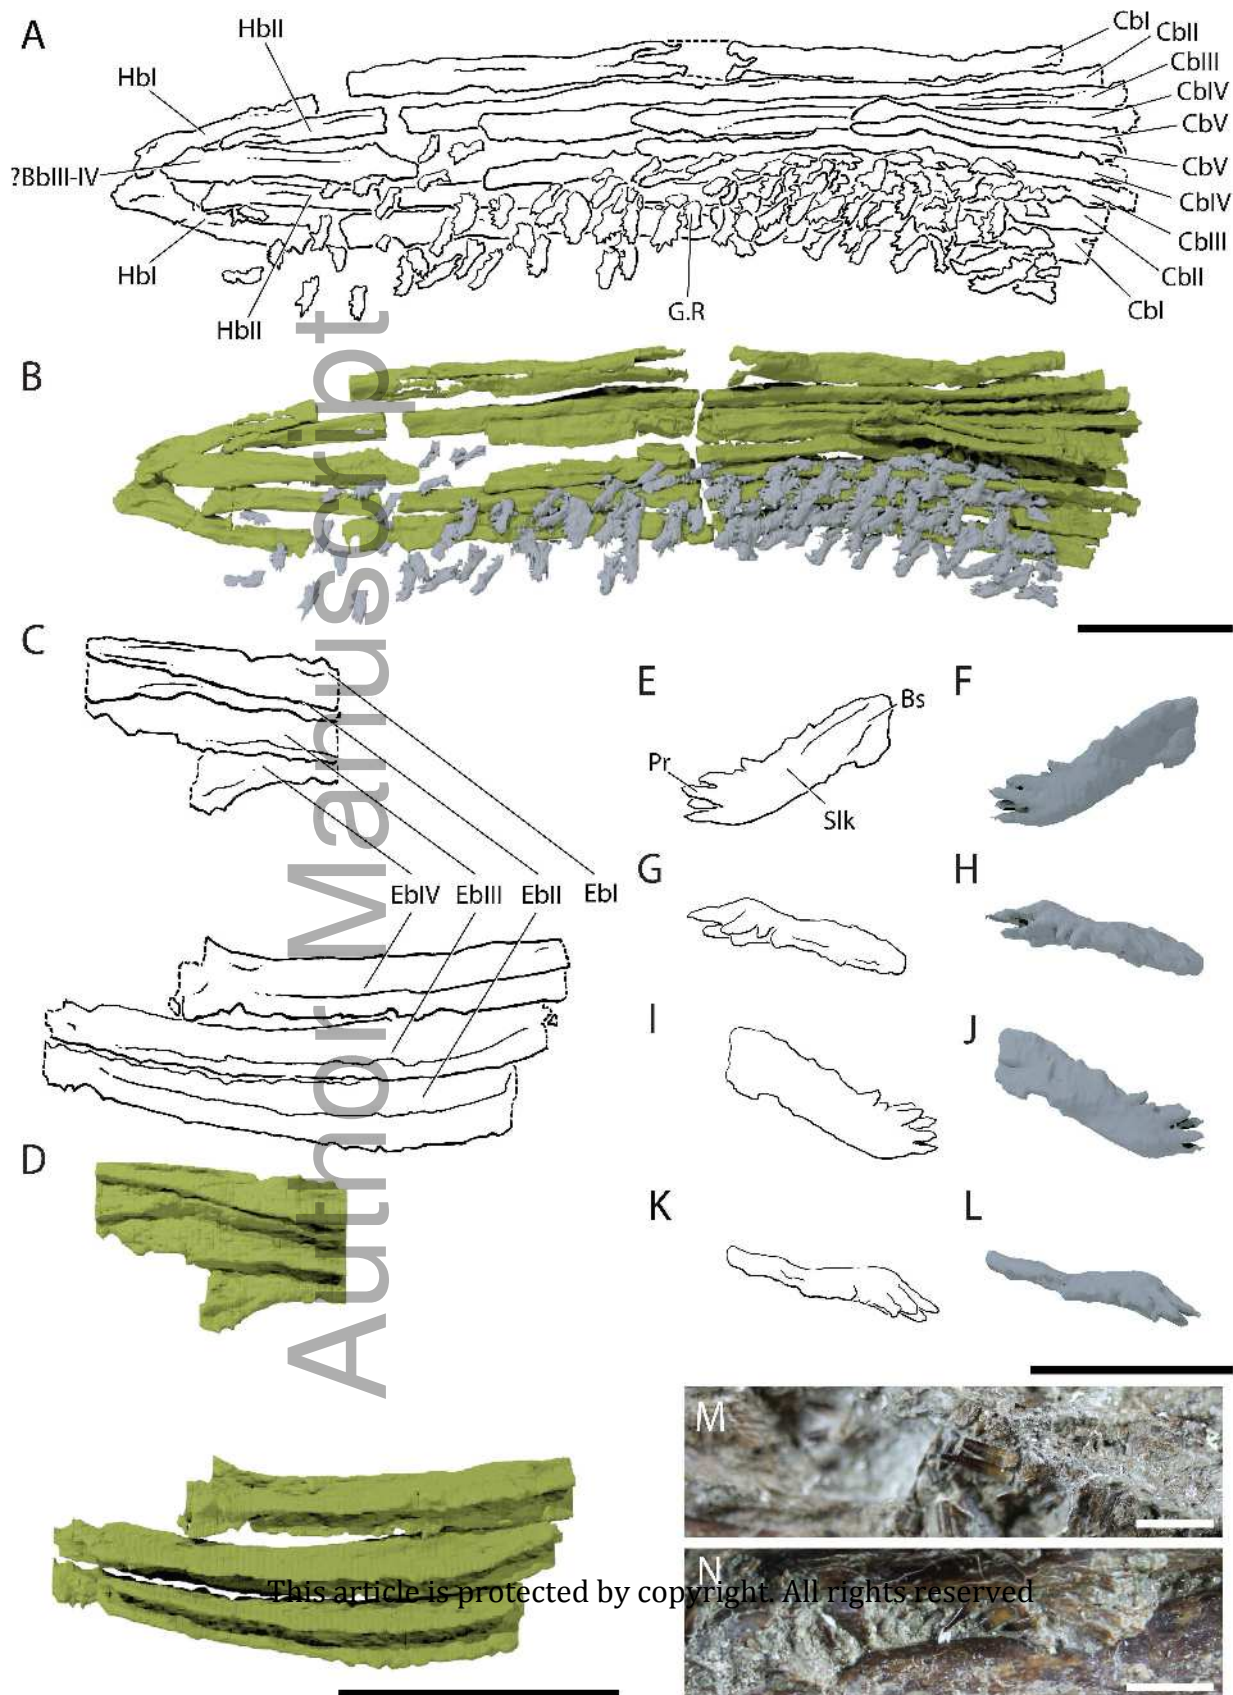 A
HbII
HbI
?BbIII-IV
HbI
HbII
G.R
CbI
CbII
CbIII
CbIV
CbV
CbV
CbIV
CbIII
CbII
CbI
B
C
EbIV EbIII EbII EbI
D
E
Pr
Bs
Slk
F
G
H
I
J
K
L
M
N
Author Manuscript
This article is protected by copyright. All rights reserved